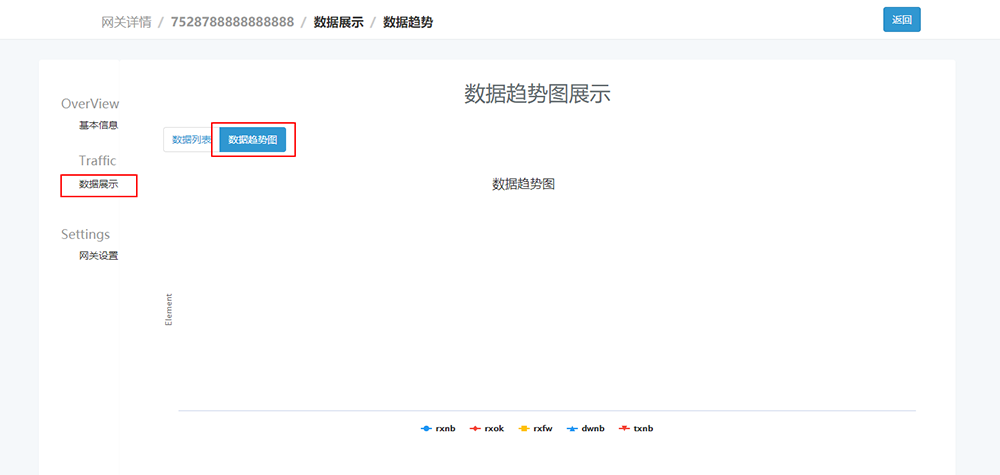 网关详情 / 7528788888888888 / 数据展示 / 数据趋势
返回
OverView
基本信息
Traffic
数据展示
Settings
网关设置
数据趋势图展示
数据列表
数据趋势图
数据趋势图
Element
rxnb rxok rxfw dwnb txnb